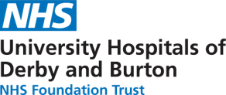 NHS
University Hospitals of
Derby and Burton
NHS Foundation Trust